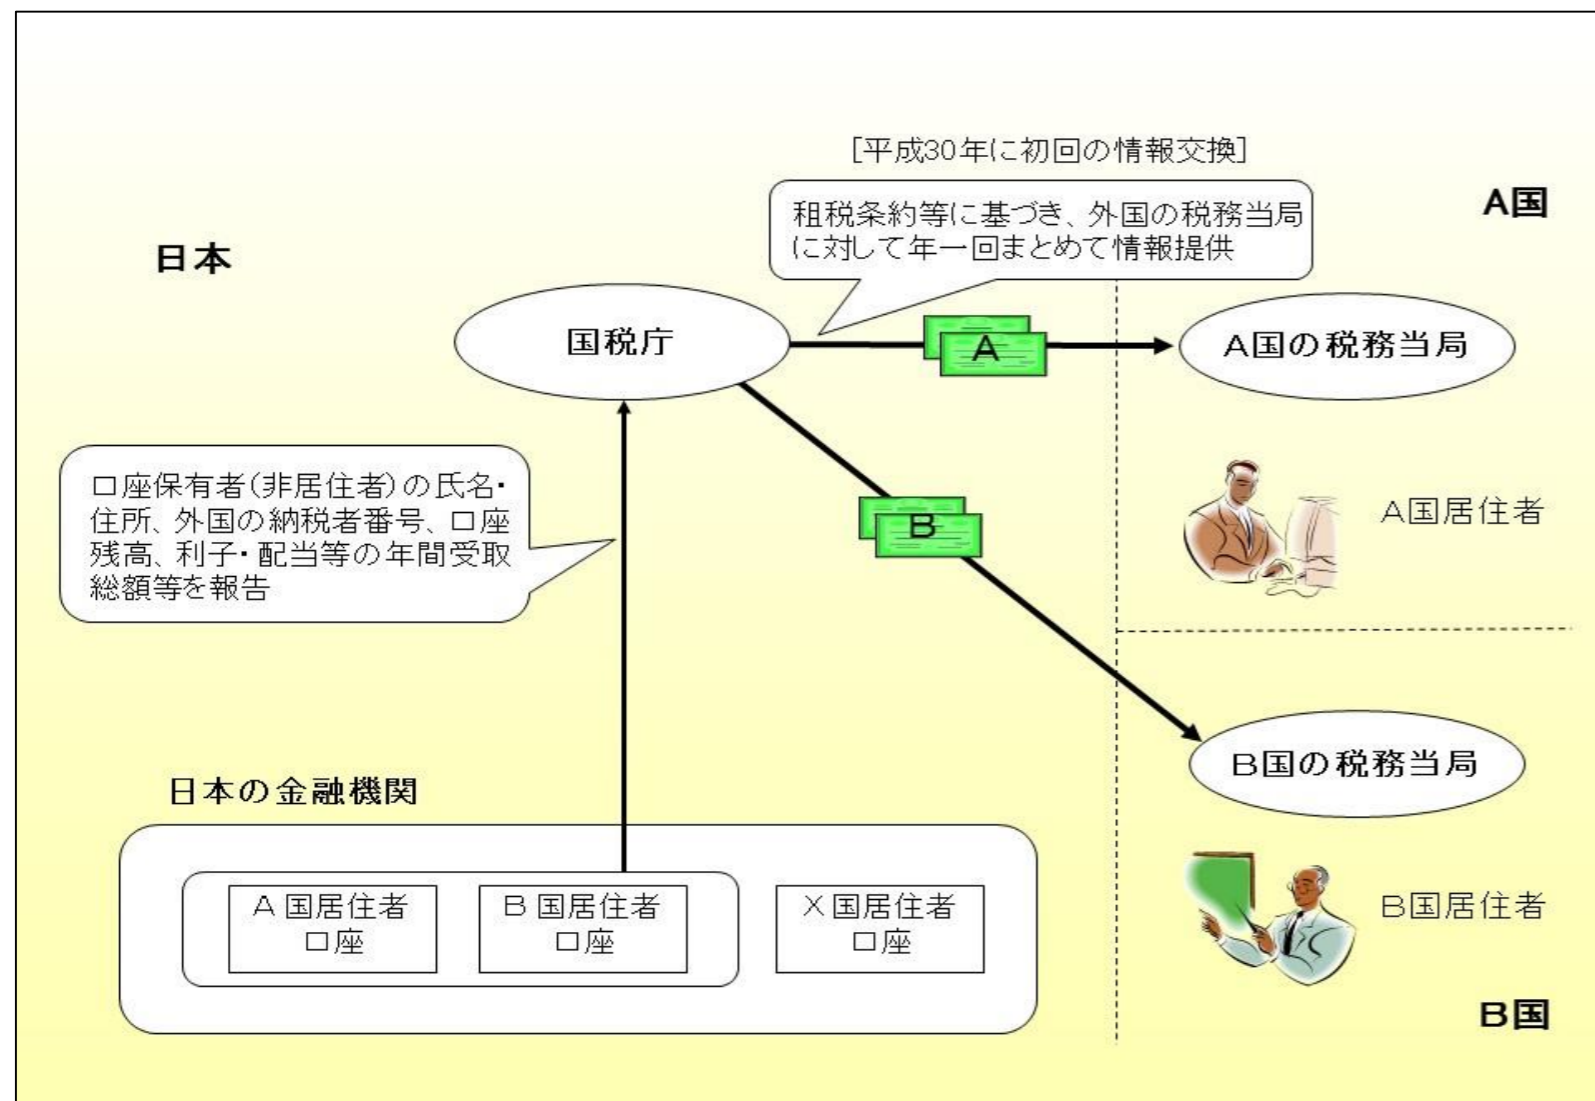 [平成30年に初回の情報交換]
租税条約等に基づき、外国の税務当局
に対して年一回まとめて情報提供
A国
日本
国税庁
A
A国の税務当局
口座保有者(非居住者)の氏名・
住所、外国の納税者番号、口座
残高、利子・配当等の年間受取
総額等を報告
B
A国居住者
B国の税務当局
日本の金融機関
A国居住者
口座
B国居住者
口座
X国居住者
口座
B国居住者
B国